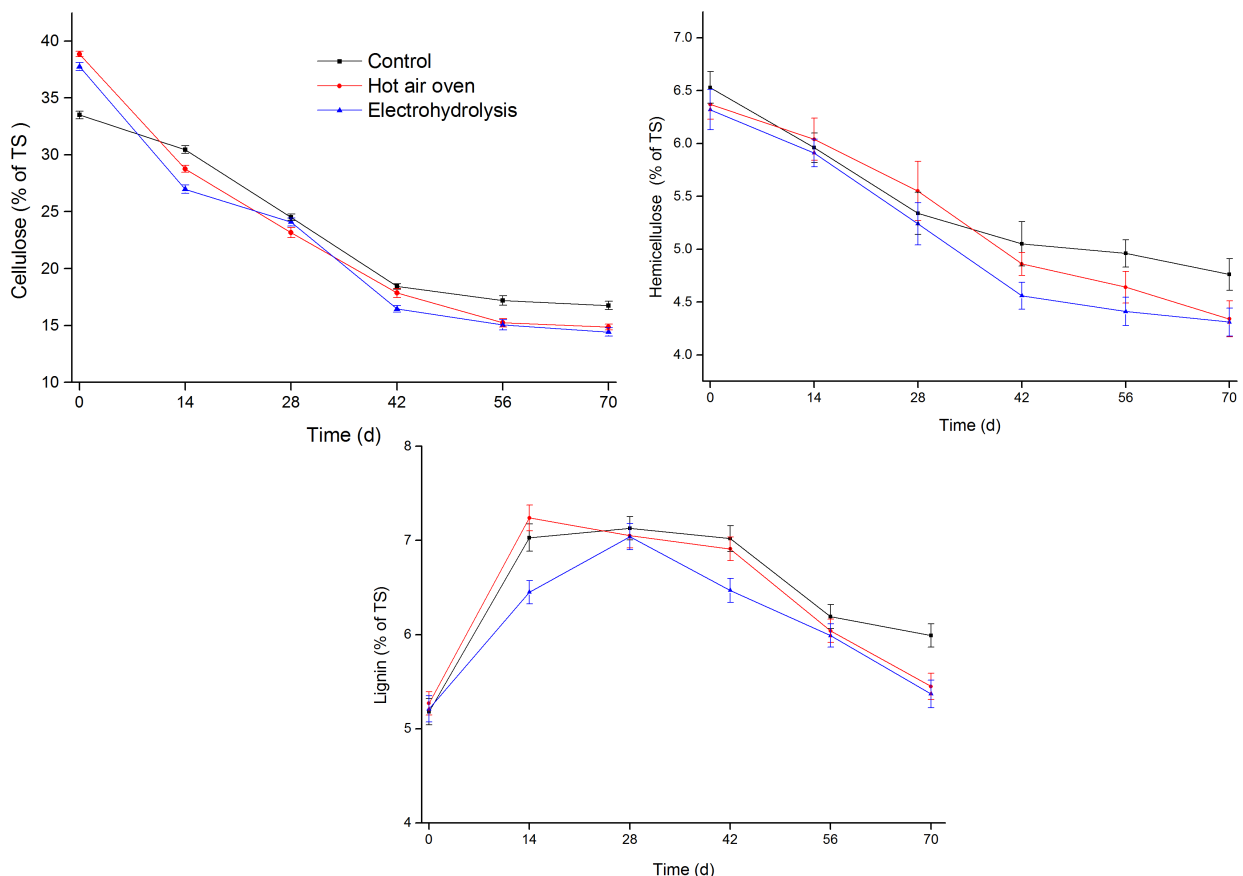 Cellulose (% of TS )
40
35
30
25
20
15
10
0 14 28 42 56 70
Time (d)
Control
Hot air oven
Electrohydrolysis
Hemicellulose (% of TS)
7.0
6.5
6.0
5.5
5.0
4.5
4.0
0 14 28 42 56 70
Time (d)
Lignin (% of TS)
8
7
6
5
4
0 14 28 42 56 70
Time (d)